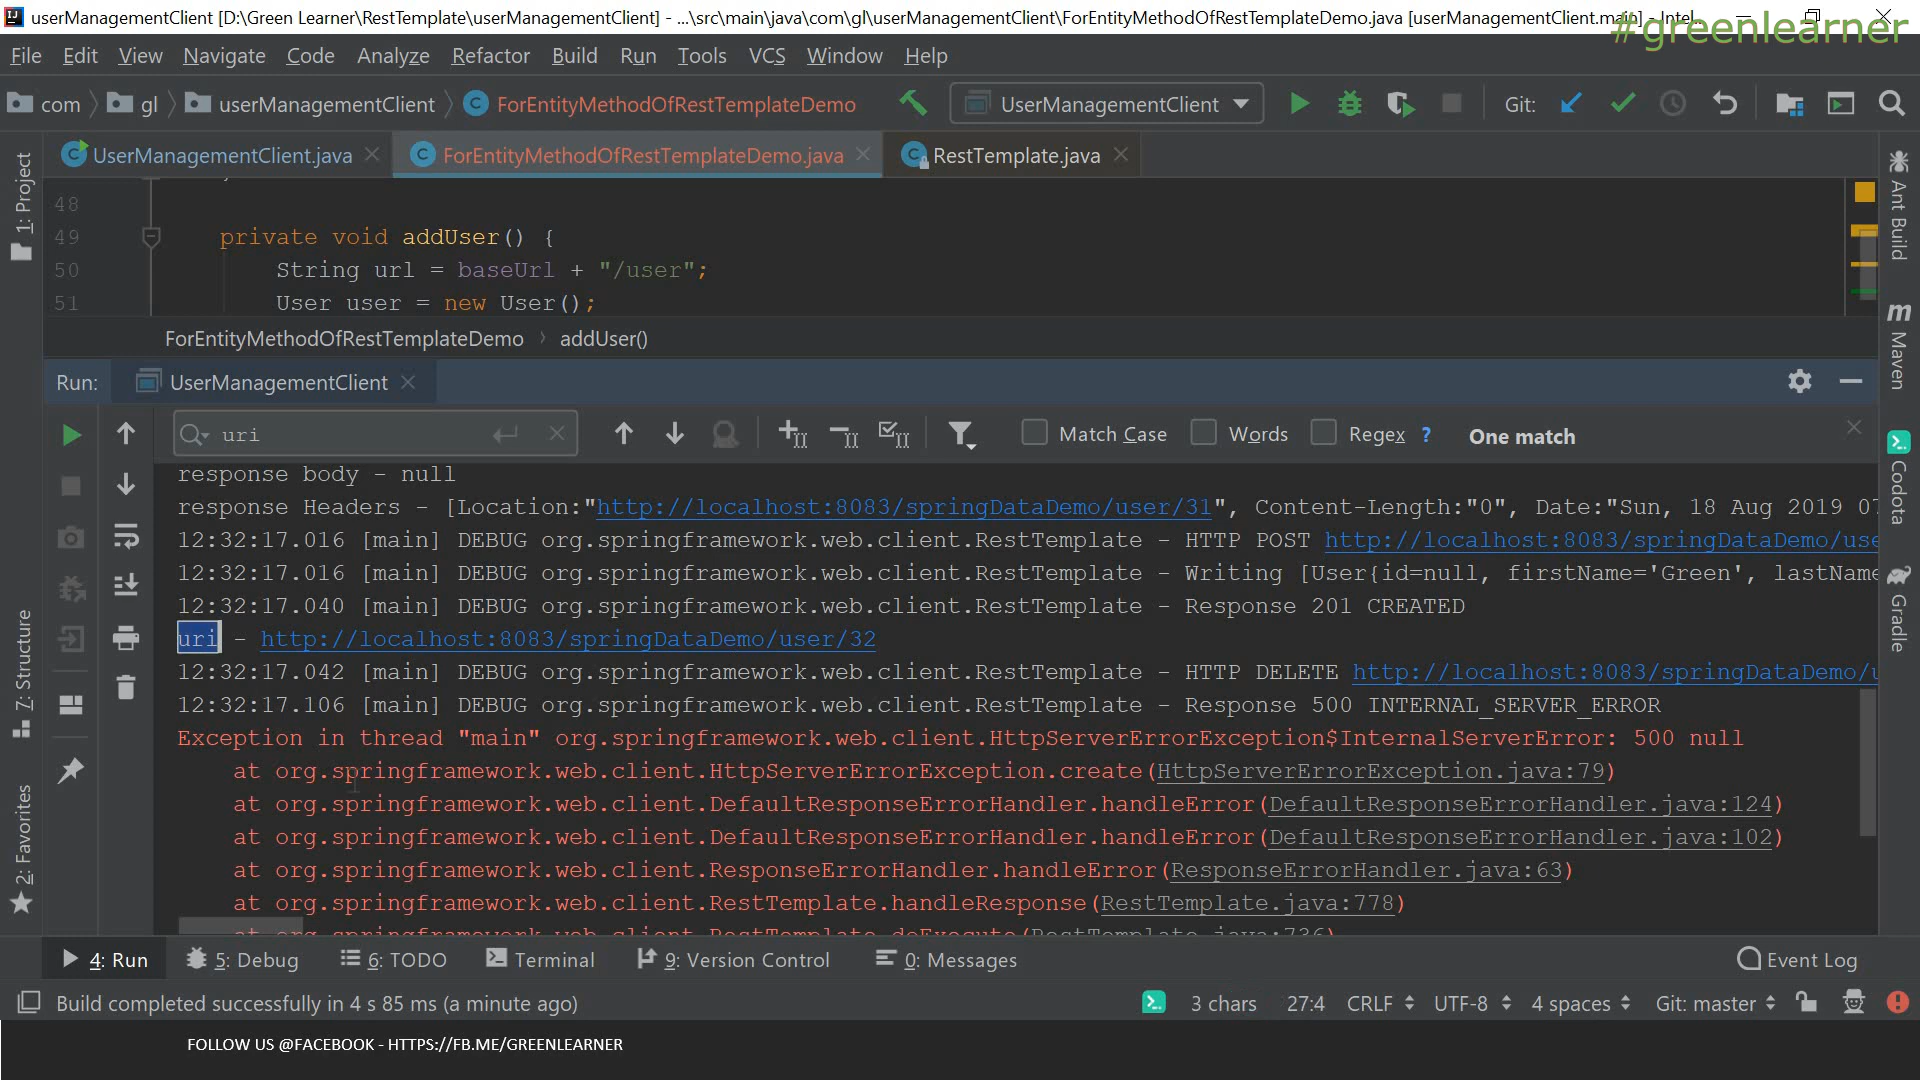 userManagementClient [D:\Green Learner\RestTemplate\userManagementClient] - ...\src\main\java\com\gl\userManagementClient\ForEntityMethodOfRestTemplateDemo.java [userManagementClient.main] - Intel...
#greenlearner
File Edit View Navigate Code Analyze Refactor Build Run Tools VCS Window Help
com gl userManagementClient ForEntityMethodOfRestTemplateDemo UserManagementClient Git:
UserManagementClient.java ForEntityMethodOfRestTemplateDemo.java RestTemplate.java
1: Project
7: Structure
2: Favorites
Ant Build
Maven
Codota
Gradle
48
49 private void addUser() {
50 String url = baseUrl + "/user";
51 User user = new User();
ForEntityMethodOfRestTemplateDemo › addUser()
Run: UserManagementClient
uri Match Case Words Regex ? One match
response body - null
response Headers - [Location:"http://localhost:8083/springDataDemo/user/31", Content-Length:"0", Date:"Sun, 18 Aug 2019 07
12:32:17.016 [main] DEBUG org.springframework.web.client.RestTemplate - HTTP POST http://localhost:8083/springDataDemo/use
12:32:17.016 [main] DEBUG org.springframework.web.client.RestTemplate - Writing [User{id=null, firstName='Green', lastName
12:32:17.040 [main] DEBUG org.springframework.web.client.RestTemplate - Response 201 CREATED
uri - http://localhost:8083/springDataDemo/user/32
12:32:17.042 [main] DEBUG org.springframework.web.client.RestTemplate - HTTP DELETE http://localhost:8083/springDataDemo/u
12:32:17.106 [main] DEBUG org.springframework.web.client.RestTemplate - Response 500 INTERNAL_SERVER_ERROR
Exception in thread "main" org.springframework.web.client.HttpServerErrorException$InternalServerError: 500 null
at org.springframework.web.client.HttpServerErrorException.create(HttpServerErrorException.java:79)
at org.springframework.web.client.DefaultResponseErrorHandler.handleError(DefaultResponseErrorHandler.java:124)
at org.springframework.web.client.DefaultResponseErrorHandler.handleError(DefaultResponseErrorHandler.java:102)
at org.springframework.web.client.ResponseErrorHandler.handleError(ResponseErrorHandler.java:63)
at org.springframework.web.client.RestTemplate.handleResponse(RestTemplate.java:778)
at org.springframework.web.client.RestTemplate.doExecute(RestTemplate.java:736)
4: Run 5: Debug 6: TODO Terminal 9: Version Control 0: Messages Event Log
Build completed successfully in 4 s 85 ms (a minute ago) 3 chars 27:4 CRLF UTF-8 4 spaces Git: master
FOLLOW US @FACEBOOK - HTTPS://FB.ME/GREENLEARNER